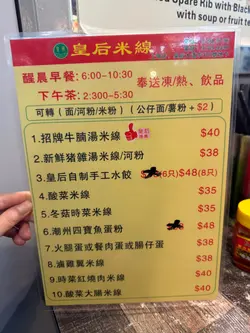 ed Spare Rib with Black
with soup or fruit te
皇后米線
醒晨早餐: 6:00-10:30 奉送凍/熱、飲品
下午茶: 2:300-5:30
可轉 (面/河粉/米粉) (公仔面/薯粉 + $2)
1.招牌牛腩湯米線 $40
2.新鮮豬雜湯米線/河粉 $38
3.皇后自制手工水餃 (6只) $48(8只)
4.酸菜米線 $35
5.冬菇時菜米線 $35
6.潮州四寶魚蛋粉 $38
7.火腿蛋或餐肉蛋或腸仔蛋 $38
8.滷雞翼米線 $38
9.時菜紅燒肉米線 $40
10.酸菜大腸米線 $40